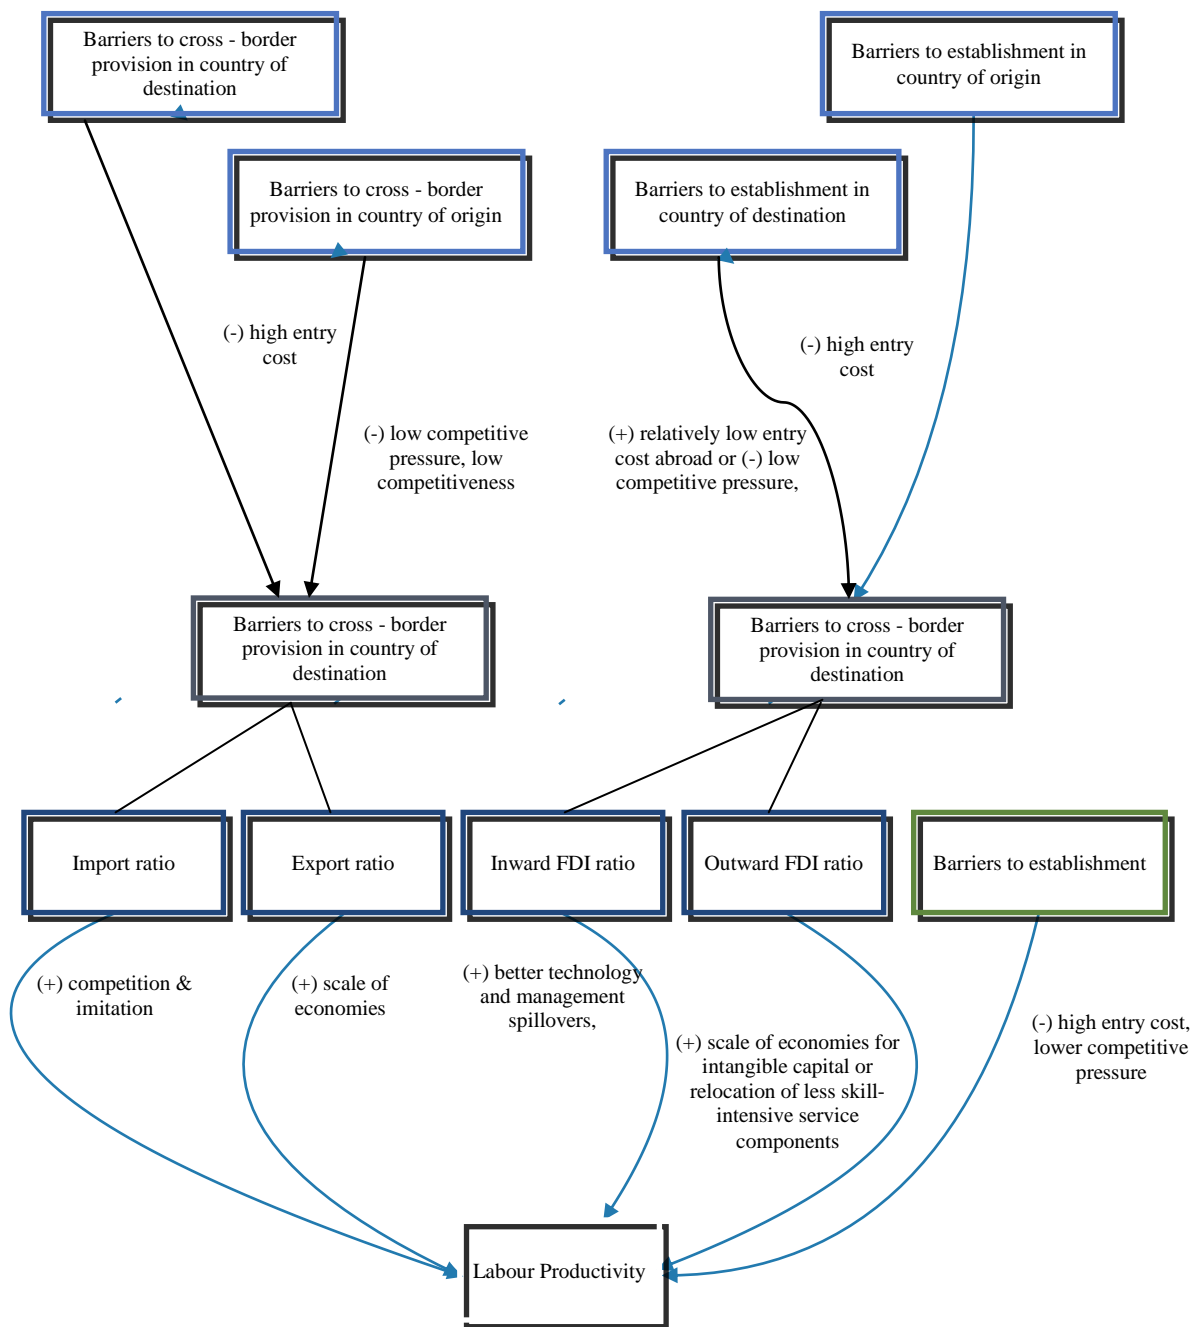 Barriers to cross - border
provision in country of
destination
Barriers to establishment in
country of origin
Barriers to cross - border
provision in country of origin
Barriers to establishment in
country of destination
(-) high entry
cost
(-) high entry
cost
(-) low competitive
pressure, low
competitiveness
(+) relatively low entry
cost abroad or (-) low
competitive pressure,
Barriers to cross - border
provision in country of
destination
Barriers to cross - border
provision in country of
destination
Import ratio
Export ratio
Inward FDI ratio
Outward FDI ratio
Barriers to establishment
(+) competition &
imitation
(+) scale of
economies
(+) better technology
and management
spillovers,
(+) scale of economies for
intangible capital or
relocation of less skill-
intensive service
components
(-) high entry cost,
lower competitive
pressure
Labour Productivity